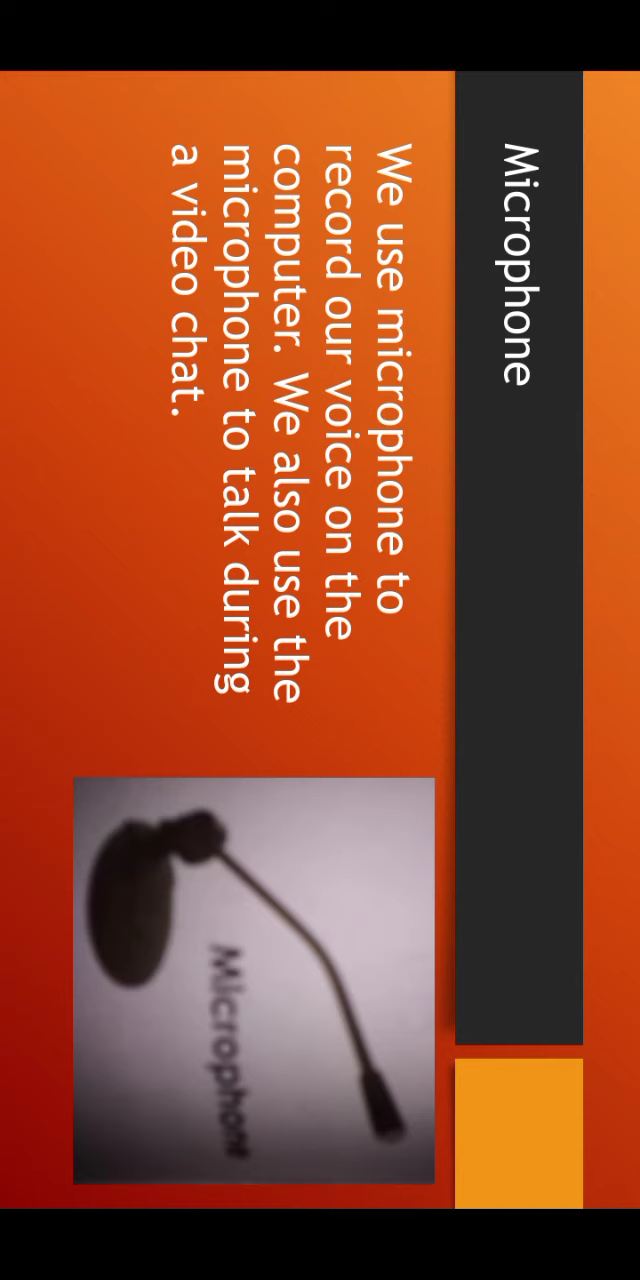 Microphone
We use microphone to
record our voice on the
computer. We also use the
microphone to talk during
a video chat.
Microphone